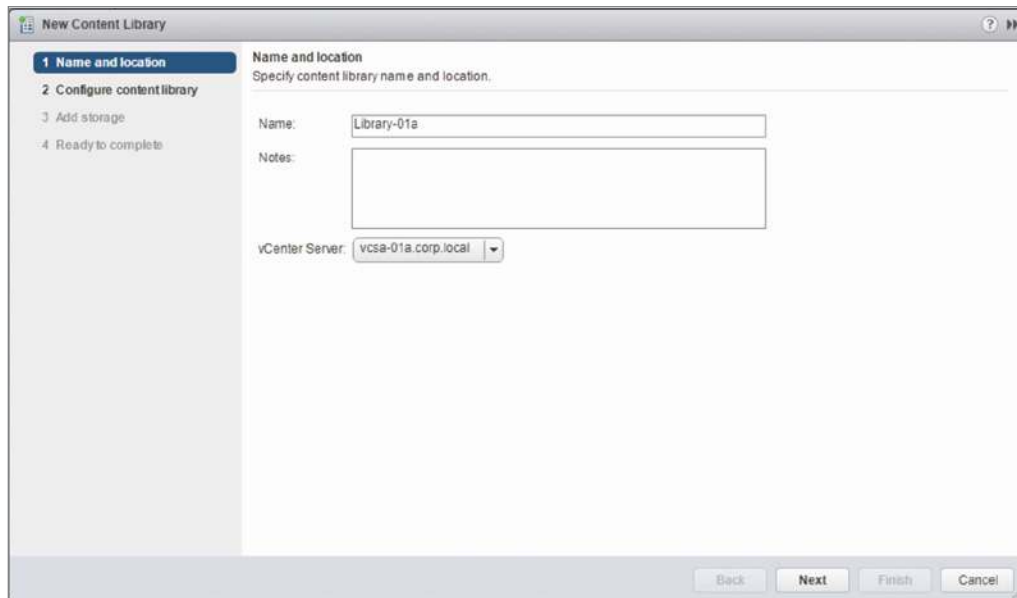 New Content Library
?
1 Name and location
2 Configure content library
3 Add storage
4 Ready to complete
Name and location
Specify content library name and location.
Name: Library-01a
Notes:
vCenter Server: vcsa-01a.corp.local
Back Next Finish Cancel